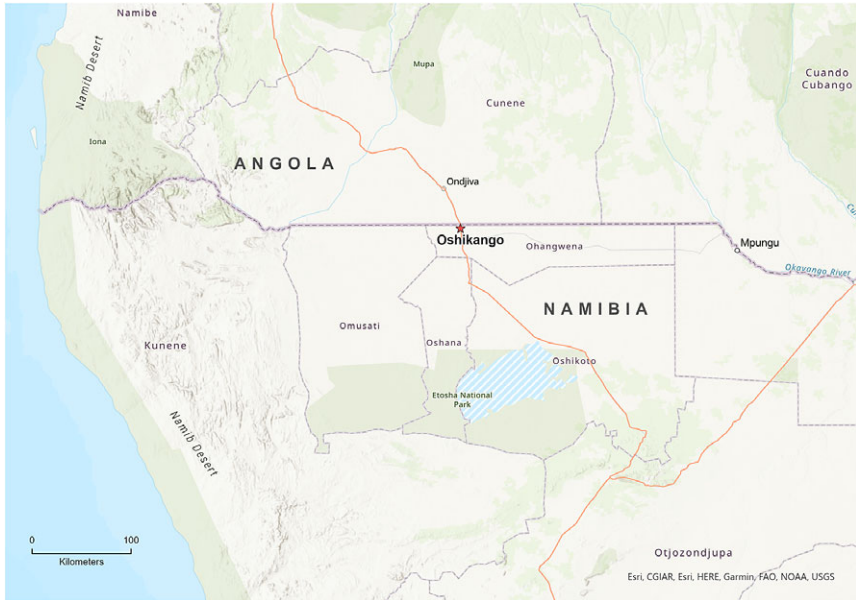 Namibe
Namib Desert
Mupa
Cuando
Cubango
Cunene
Iona
ANGOLA
Ondjiva
Oshikango
Ohangwena
Mpungu
Okavango River
NAMIBIA
Omusati
Kunene
Oshana
Oshikoto
Etosha National
Park
Namib Desert
0 100
Kilometers
Otjozondjupa
Esri, CGIAR, Esri, HERE, Garmin, FAO, NOAA, USGS